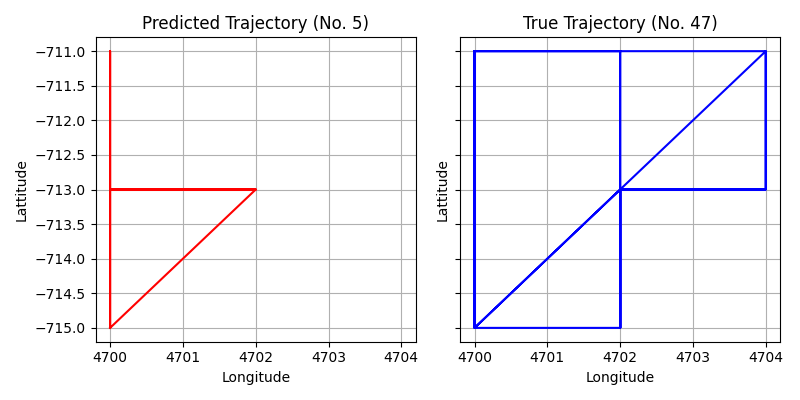 Predicted Trajectory (No. 5)
True Trajectory (No. 47)
−711.0
−711.5
−712.0
−712.5
−713.0
−713.5
−714.0
−714.5
−715.0
Lattitude
Lattitude
4700 4701 4702 4703 4704
4700 4701 4702 4703 4704
Longitude
Longitude